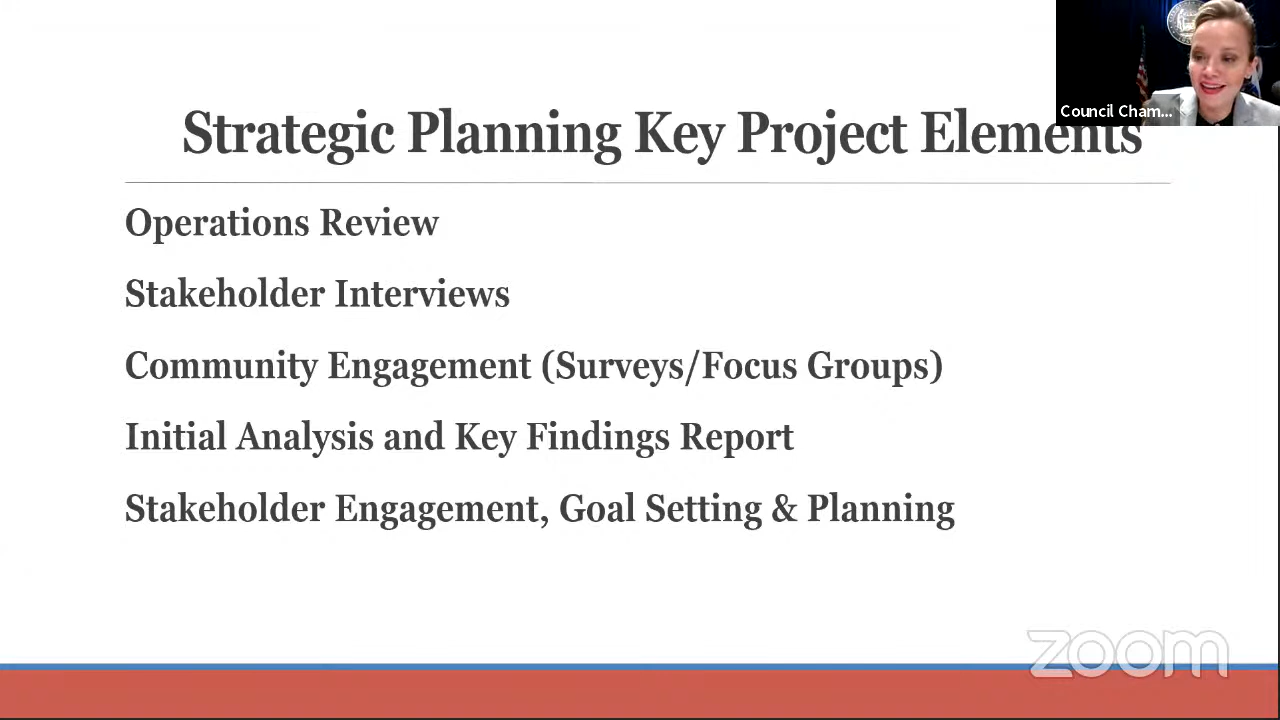 Strategic Planning Key Project Elements
Council Cham...
Operations Review
Stakeholder Interviews
Community Engagement (Surveys/Focus Groups)
Initial Analysis and Key Findings Report
Stakeholder Engagement, Goal Setting & Planning
zoom